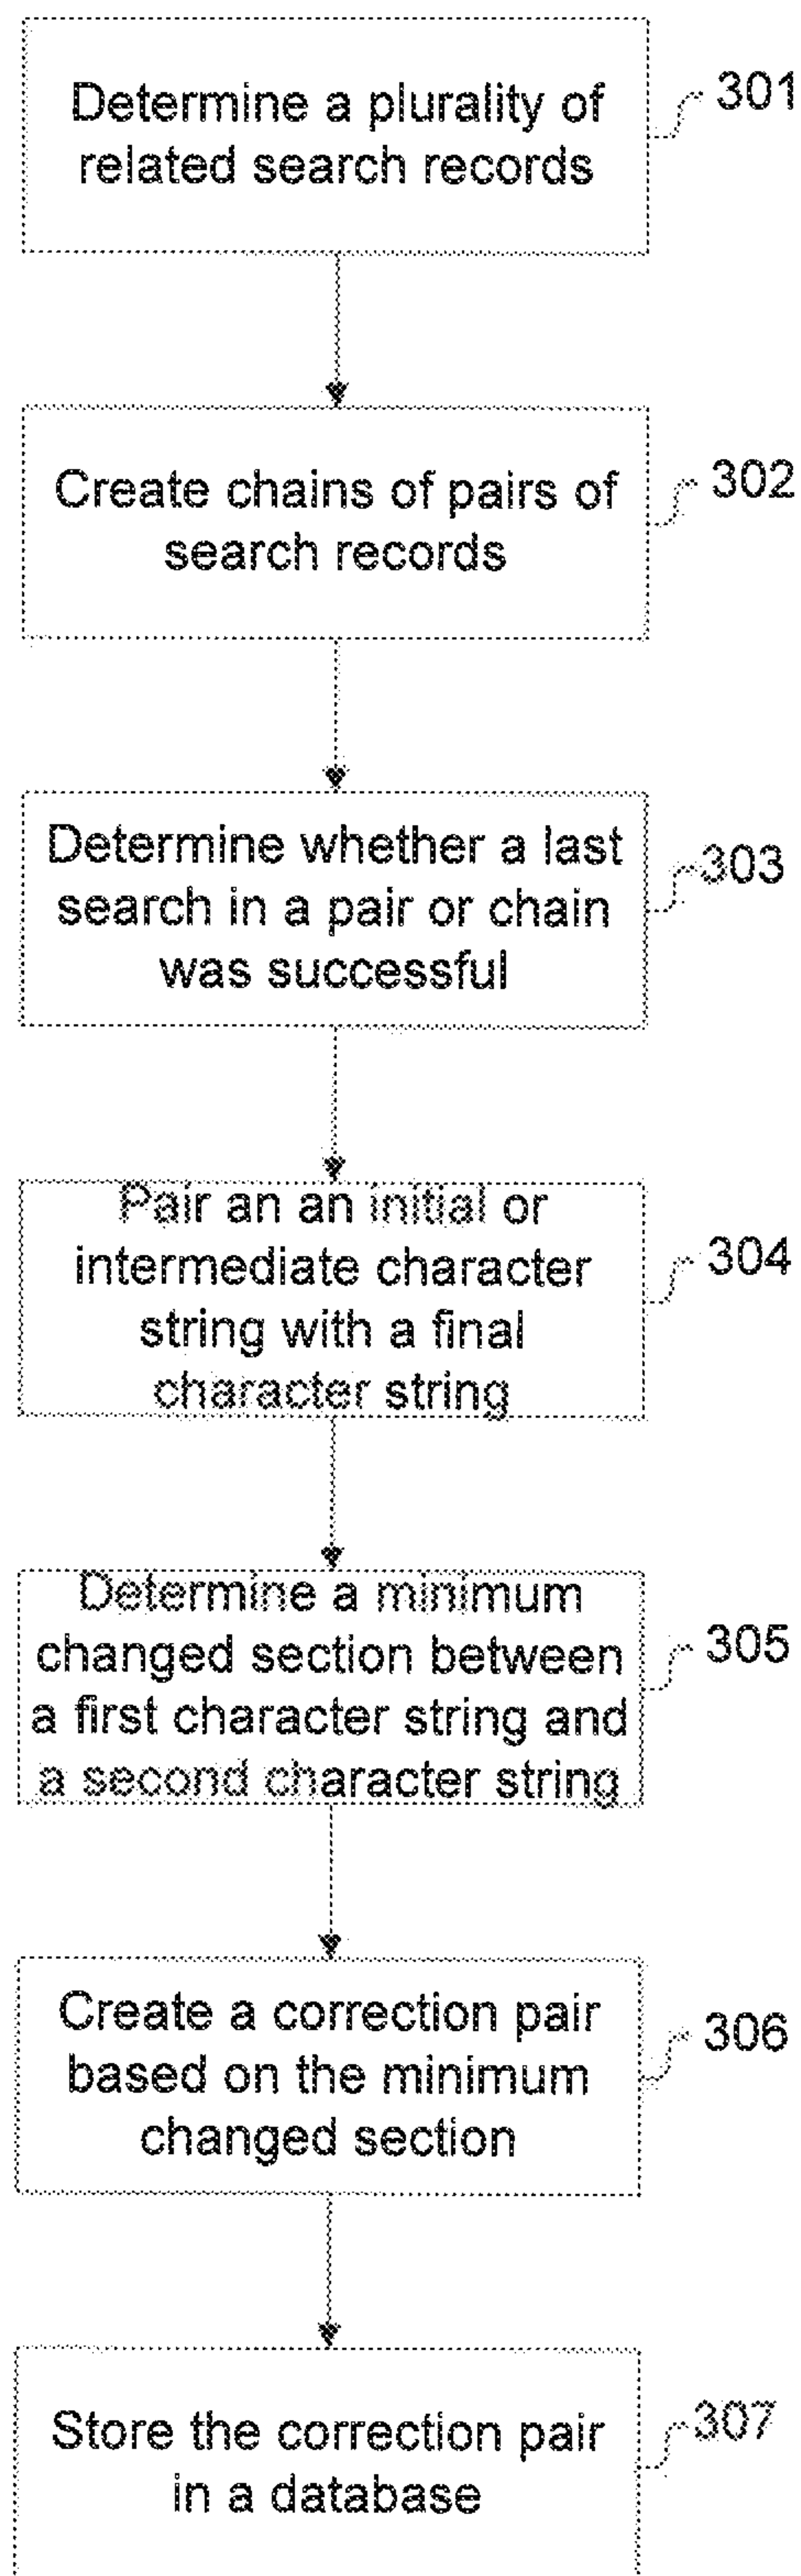 Determine a plurality of
related search records
301
Create chains of pairs of
search records
302
Determine whether a last
search in a pair or chain
was successful
303
Pair an an initial or
intermediate character
string with a final
character string
304
Determine a minimum
changed section between
a first character string and
a second character string
305
Create a correction pair
based on the minimum
changed section
306
Store the correction pair
in a database
307